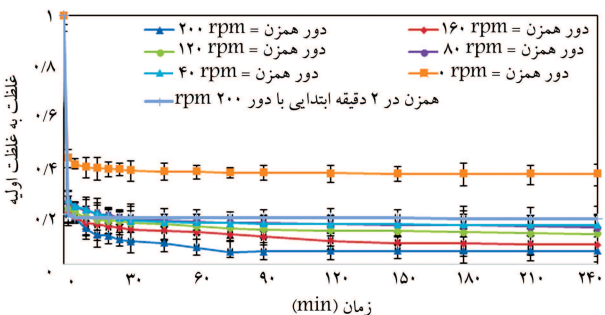 دور همزن = ۲۰۰ rpm
دور همزن = ۱۶۰ rpm
دور همزن = ۱۲۰ rpm
دور همزن = ۸۰ rpm
دور همزن = ۴۰ rpm
دور همزن = ۰ rpm
همزن در ۲ دقیقه ابتدایی با دور ۲۰۰ rpm
غلظت به غلظت اولیه
۱
۰/۸
۰/۶
۰/۴
۰/۲
۰
۰ ۳۰ ۶۰ ۹۰ ۱۲۰ ۱۵۰ ۱۸۰ ۲۱۰ ۲۴۰
زمان (min)